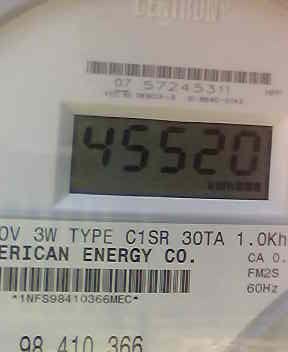 CENTRON
07 57245311
45520
0V 3W TYPE C1SR 30TA 1.0Kh
ERICAN ENERGY CO.
CA 0.
FM2S
*1NFS98410366MEC*
60Hz
98 410 366